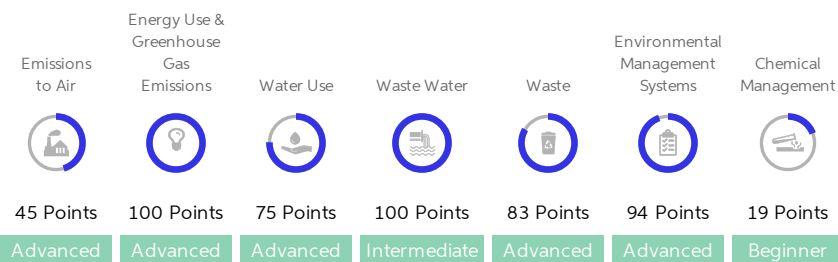 Energy Use &
Greenhouse
Gas
Emissions
Emissions
to Air
Water Use
Waste Water
Waste
Environmental
Management
Systems
Chemical
Management
45 Points
100 Points
75 Points
100 Points
83 Points
94 Points
19 Points
Advanced
Advanced
Advanced
Intermediate
Advanced
Advanced
Beginner